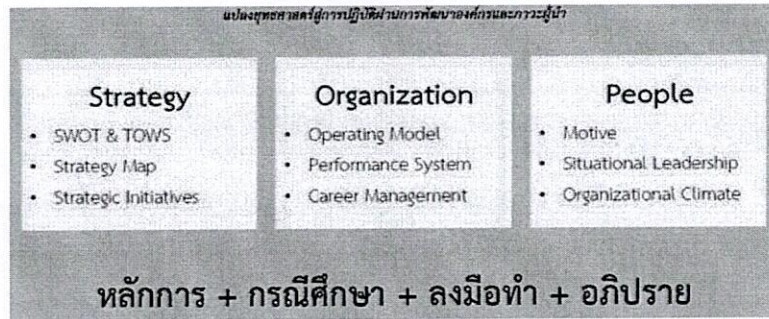 แปลงยุทธศาสตร์สู่การปฏิบัติผ่านการพัฒนาองค์กรและภาวะผู้นำ
Strategy
• SWOT & TOWS
• Strategy Map
• Strategic Initiatives
Organization
• Operating Model
• Performance System
• Career Management
People
• Motive
• Situational Leadership
• Organizational Climate
หลักการ + กรณีศึกษา + ลงมือทำ + อภิปราย